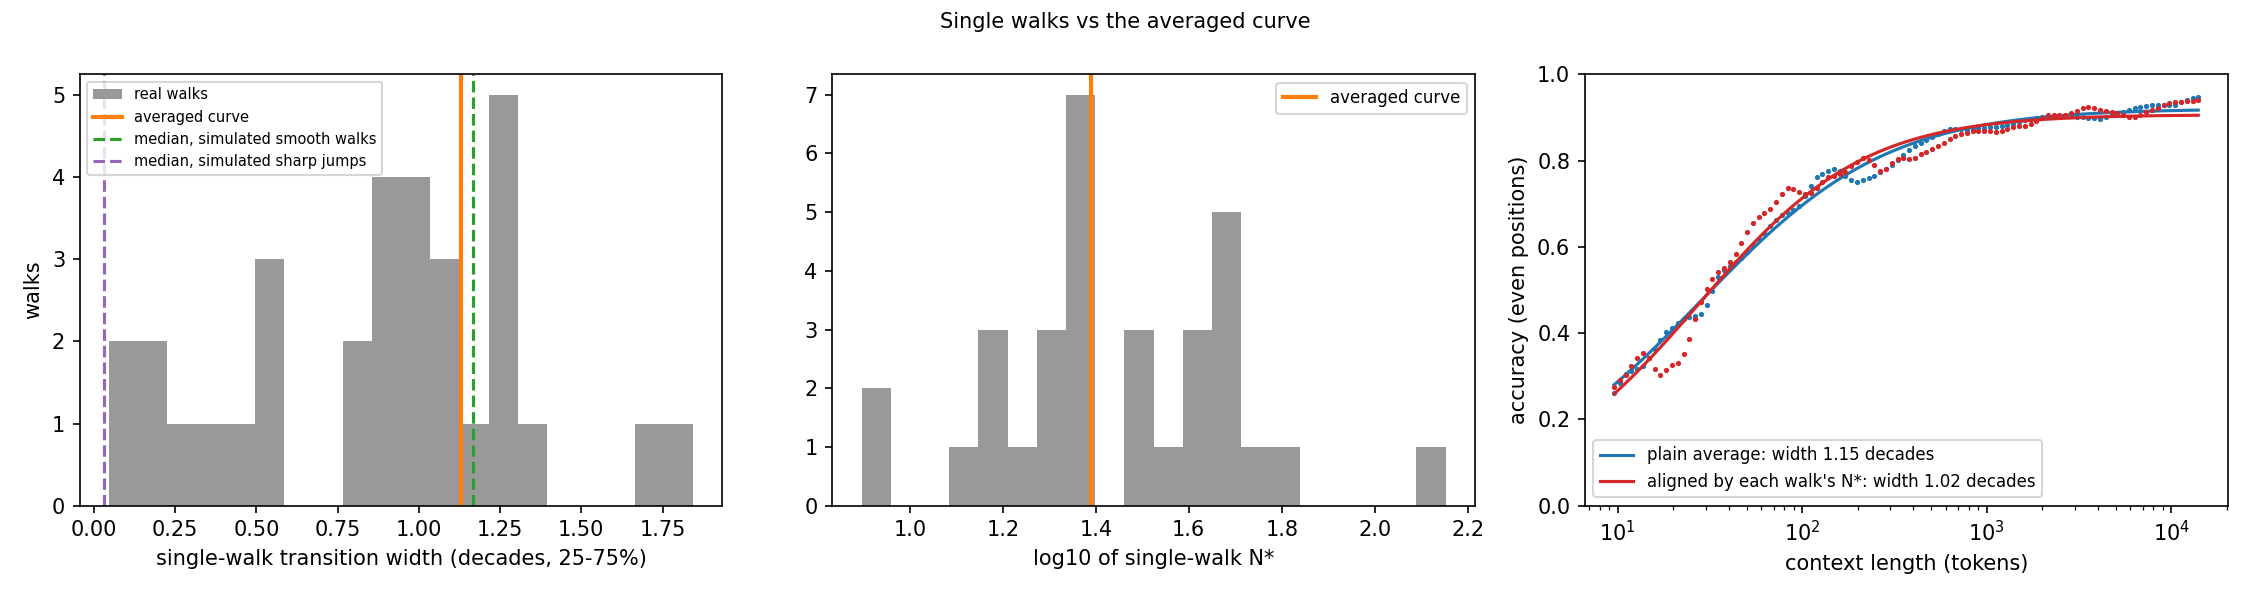 Single walks vs the averaged curve
5
4
3
2
1
0
walks
real walks
averaged curve
median, simulated smooth walks
median, simulated sharp jumps
0.00 0.25 0.50 0.75 1.00 1.25 1.50 1.75
single-walk transition width (decades, 25-75%)
7
6
5
4
3
2
1
0
averaged curve
1.0 1.2 1.4 1.6 1.8 2.0 2.2
log10 of single-walk N*
1.0
0.8
0.6
0.4
0.2
0.0
accuracy (even positions)
plain average: width 1.15 decades
aligned by each walk's N*: width 1.02 decades
10¹ 10² 10³ 10⁴
context length (tokens)